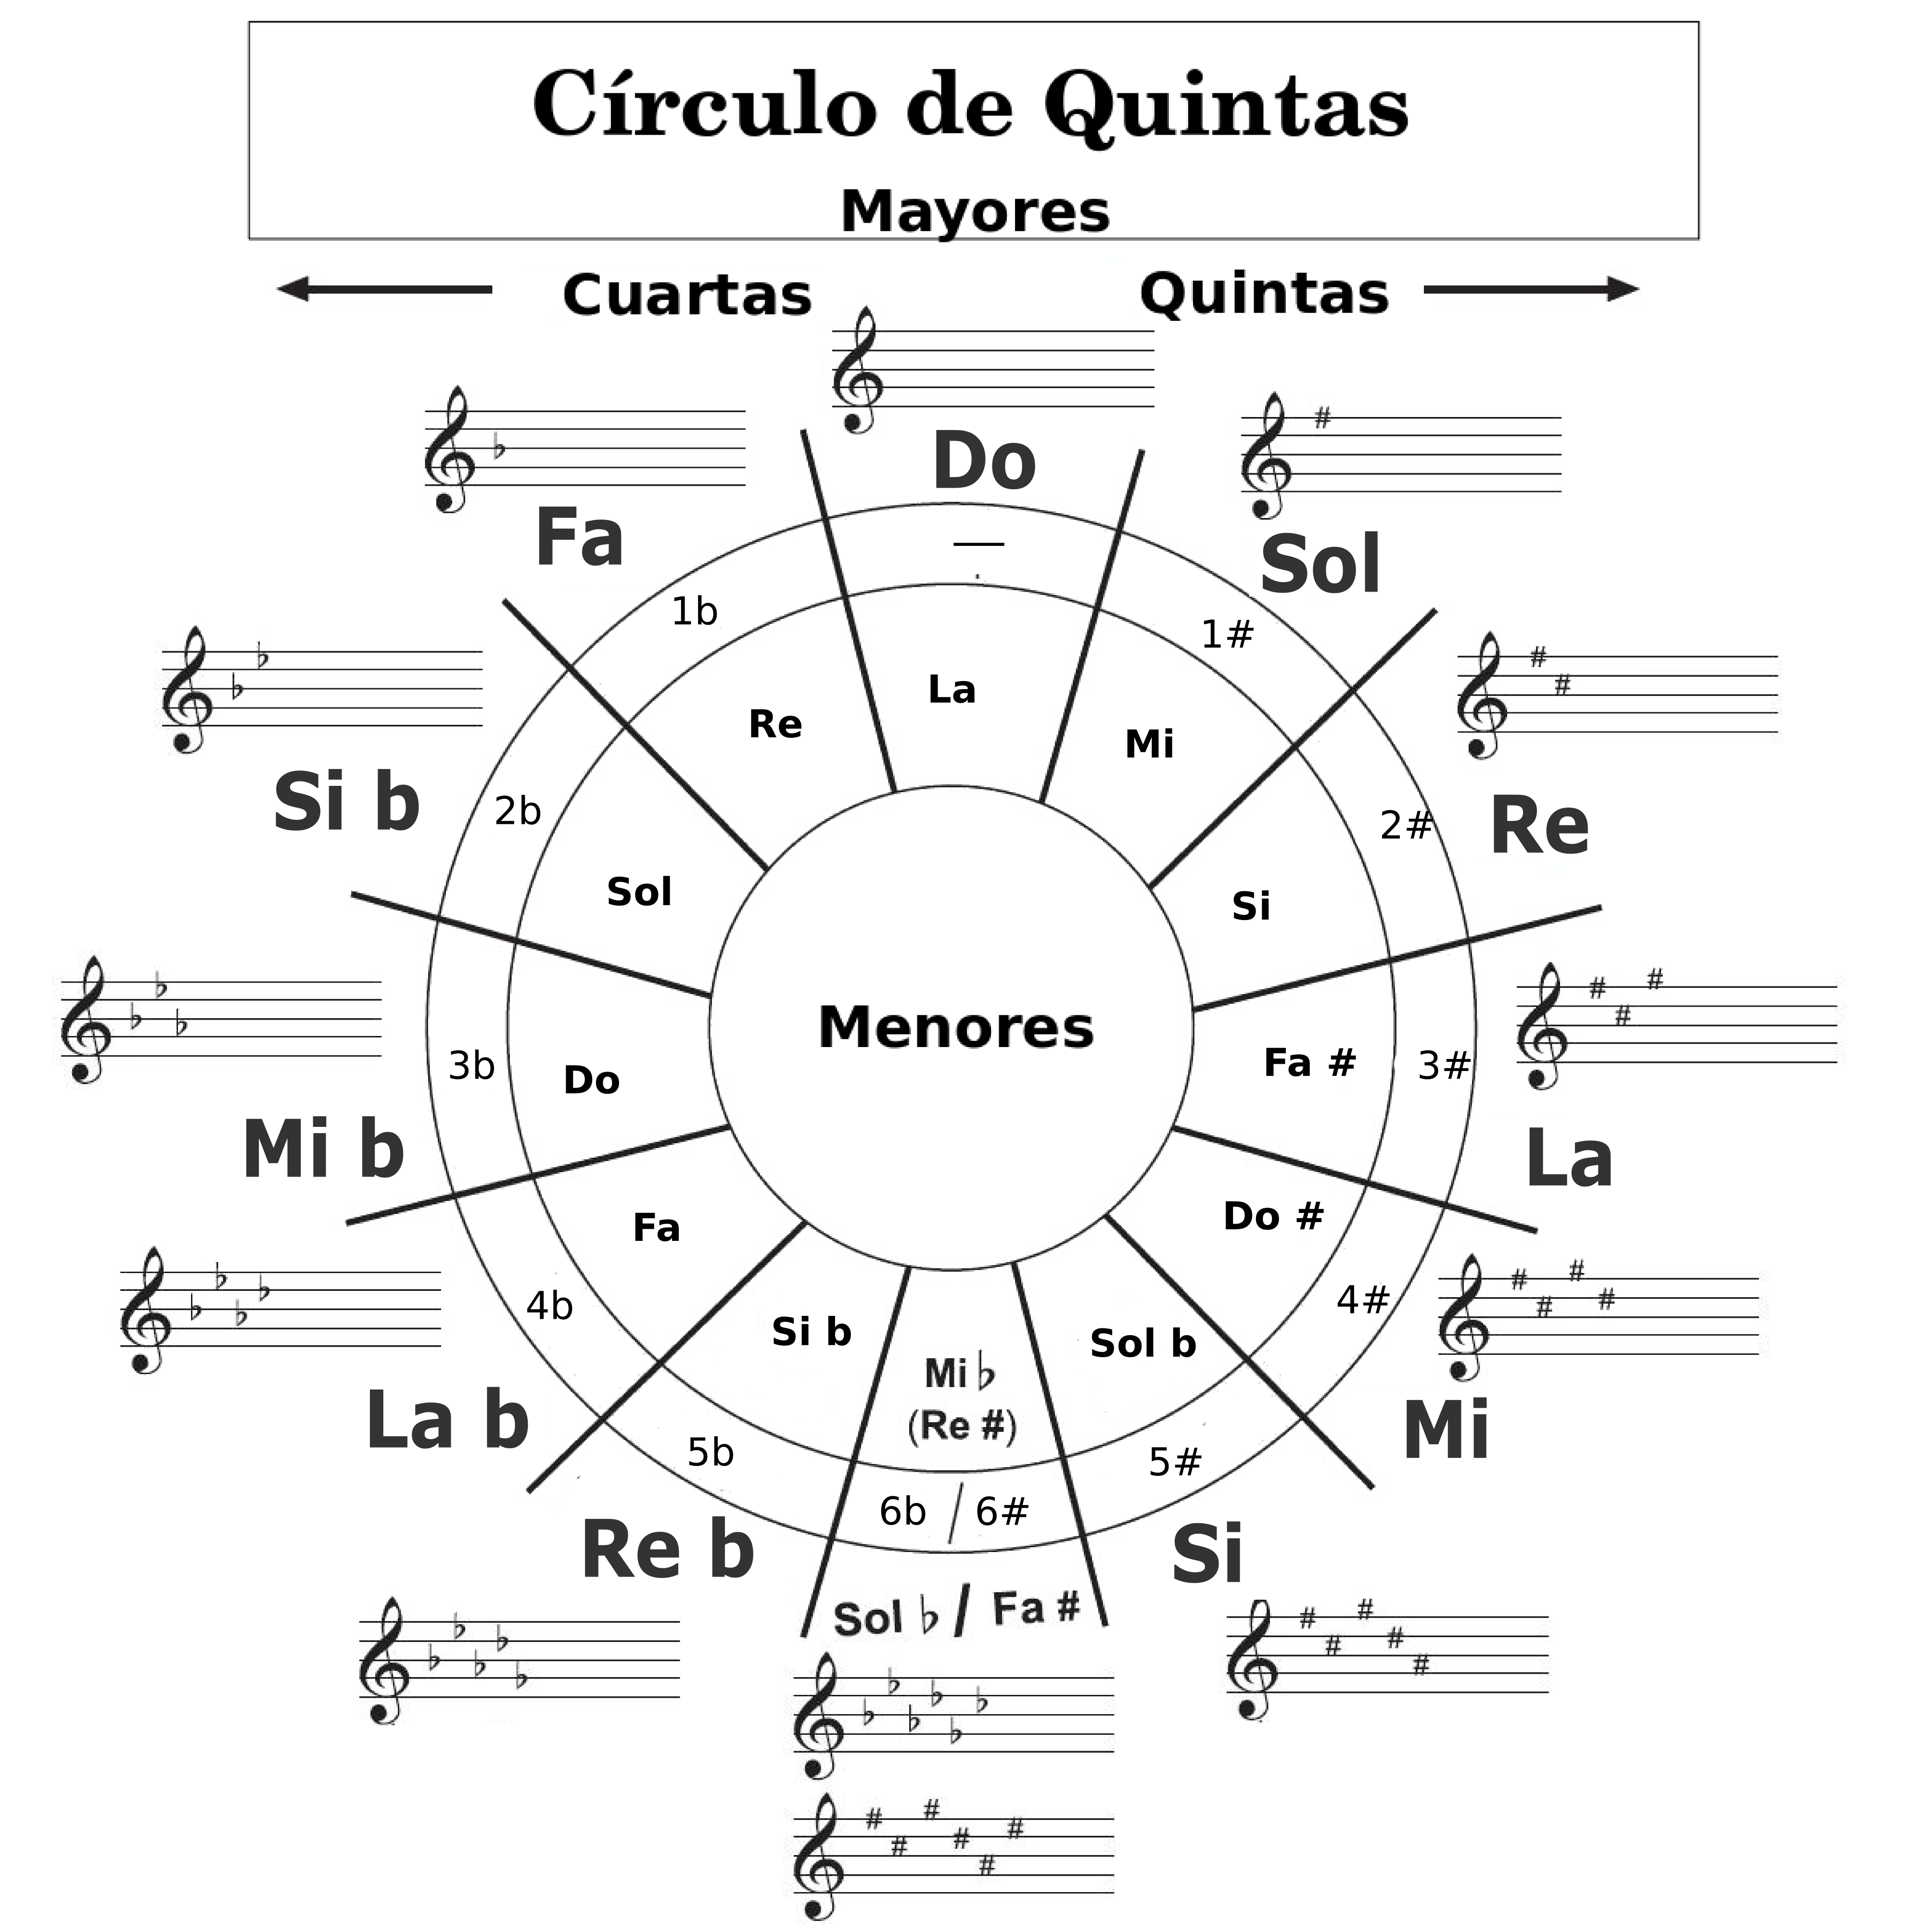 Círculo de Quintas
Mayores
Cuartas
Quintas
Do
Fa
Sol
Si b
Re
Mi b
La
La b
Mi
Re b
Si
Sol ♭ / Fa #
1b
1#
2b
2#
3b
3#
4b
4#
5b
5#
6b / 6#
La
Re
Mi
Sol
Si
Do
Fa #
Fa
Do #
Si b
Sol b
Mi ♭
(Re #)
Menores